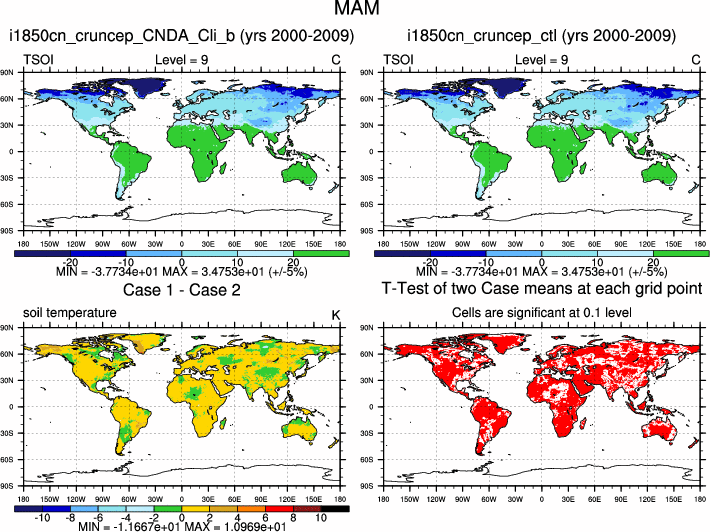 MAM
i1850cn_cruncep_CNDA_Cli_b (yrs 2000-2009)
i1850cn_cruncep_ctl (yrs 2000-2009)
TSOI Level = 9 C
TSOI Level = 9 C
90N
60N
30N
0
30S
60S
90S
180 150W 120W 90W 60W 30W 0 30E 60E 90E 120E 150E 180
-20 -10 0 10 20
MIN = -3.7734e+01 MAX = 3.4753e+01 (+/-5%)
90N
60N
30N
0
30S
60S
90S
180 150W 120W 90W 60W 30W 0 30E 60E 90E 120E 150E 180
-20 -10 0 10 20
MIN = -3.7734e+01 MAX = 3.4753e+01 (+/-5%)
Case 1 - Case 2
T-Test of two Case means at each grid point
soil temperature K
Cells are significant at 0.1 level
90N
60N
30N
0
30S
60S
90S
180 150W 120W 90W 60W 30W 0 30E 60E 90E 120E 150E 180
-10 -8 -6 -4 -2 0 2 4 6 8 10
MIN = -1.1667e+01 MAX = 1.0969e+01
90N
60N
30N
0
30S
60S
90S
180 150W 120W 90W 60W 30W 0 30E 60E 90E 120E 150E 180